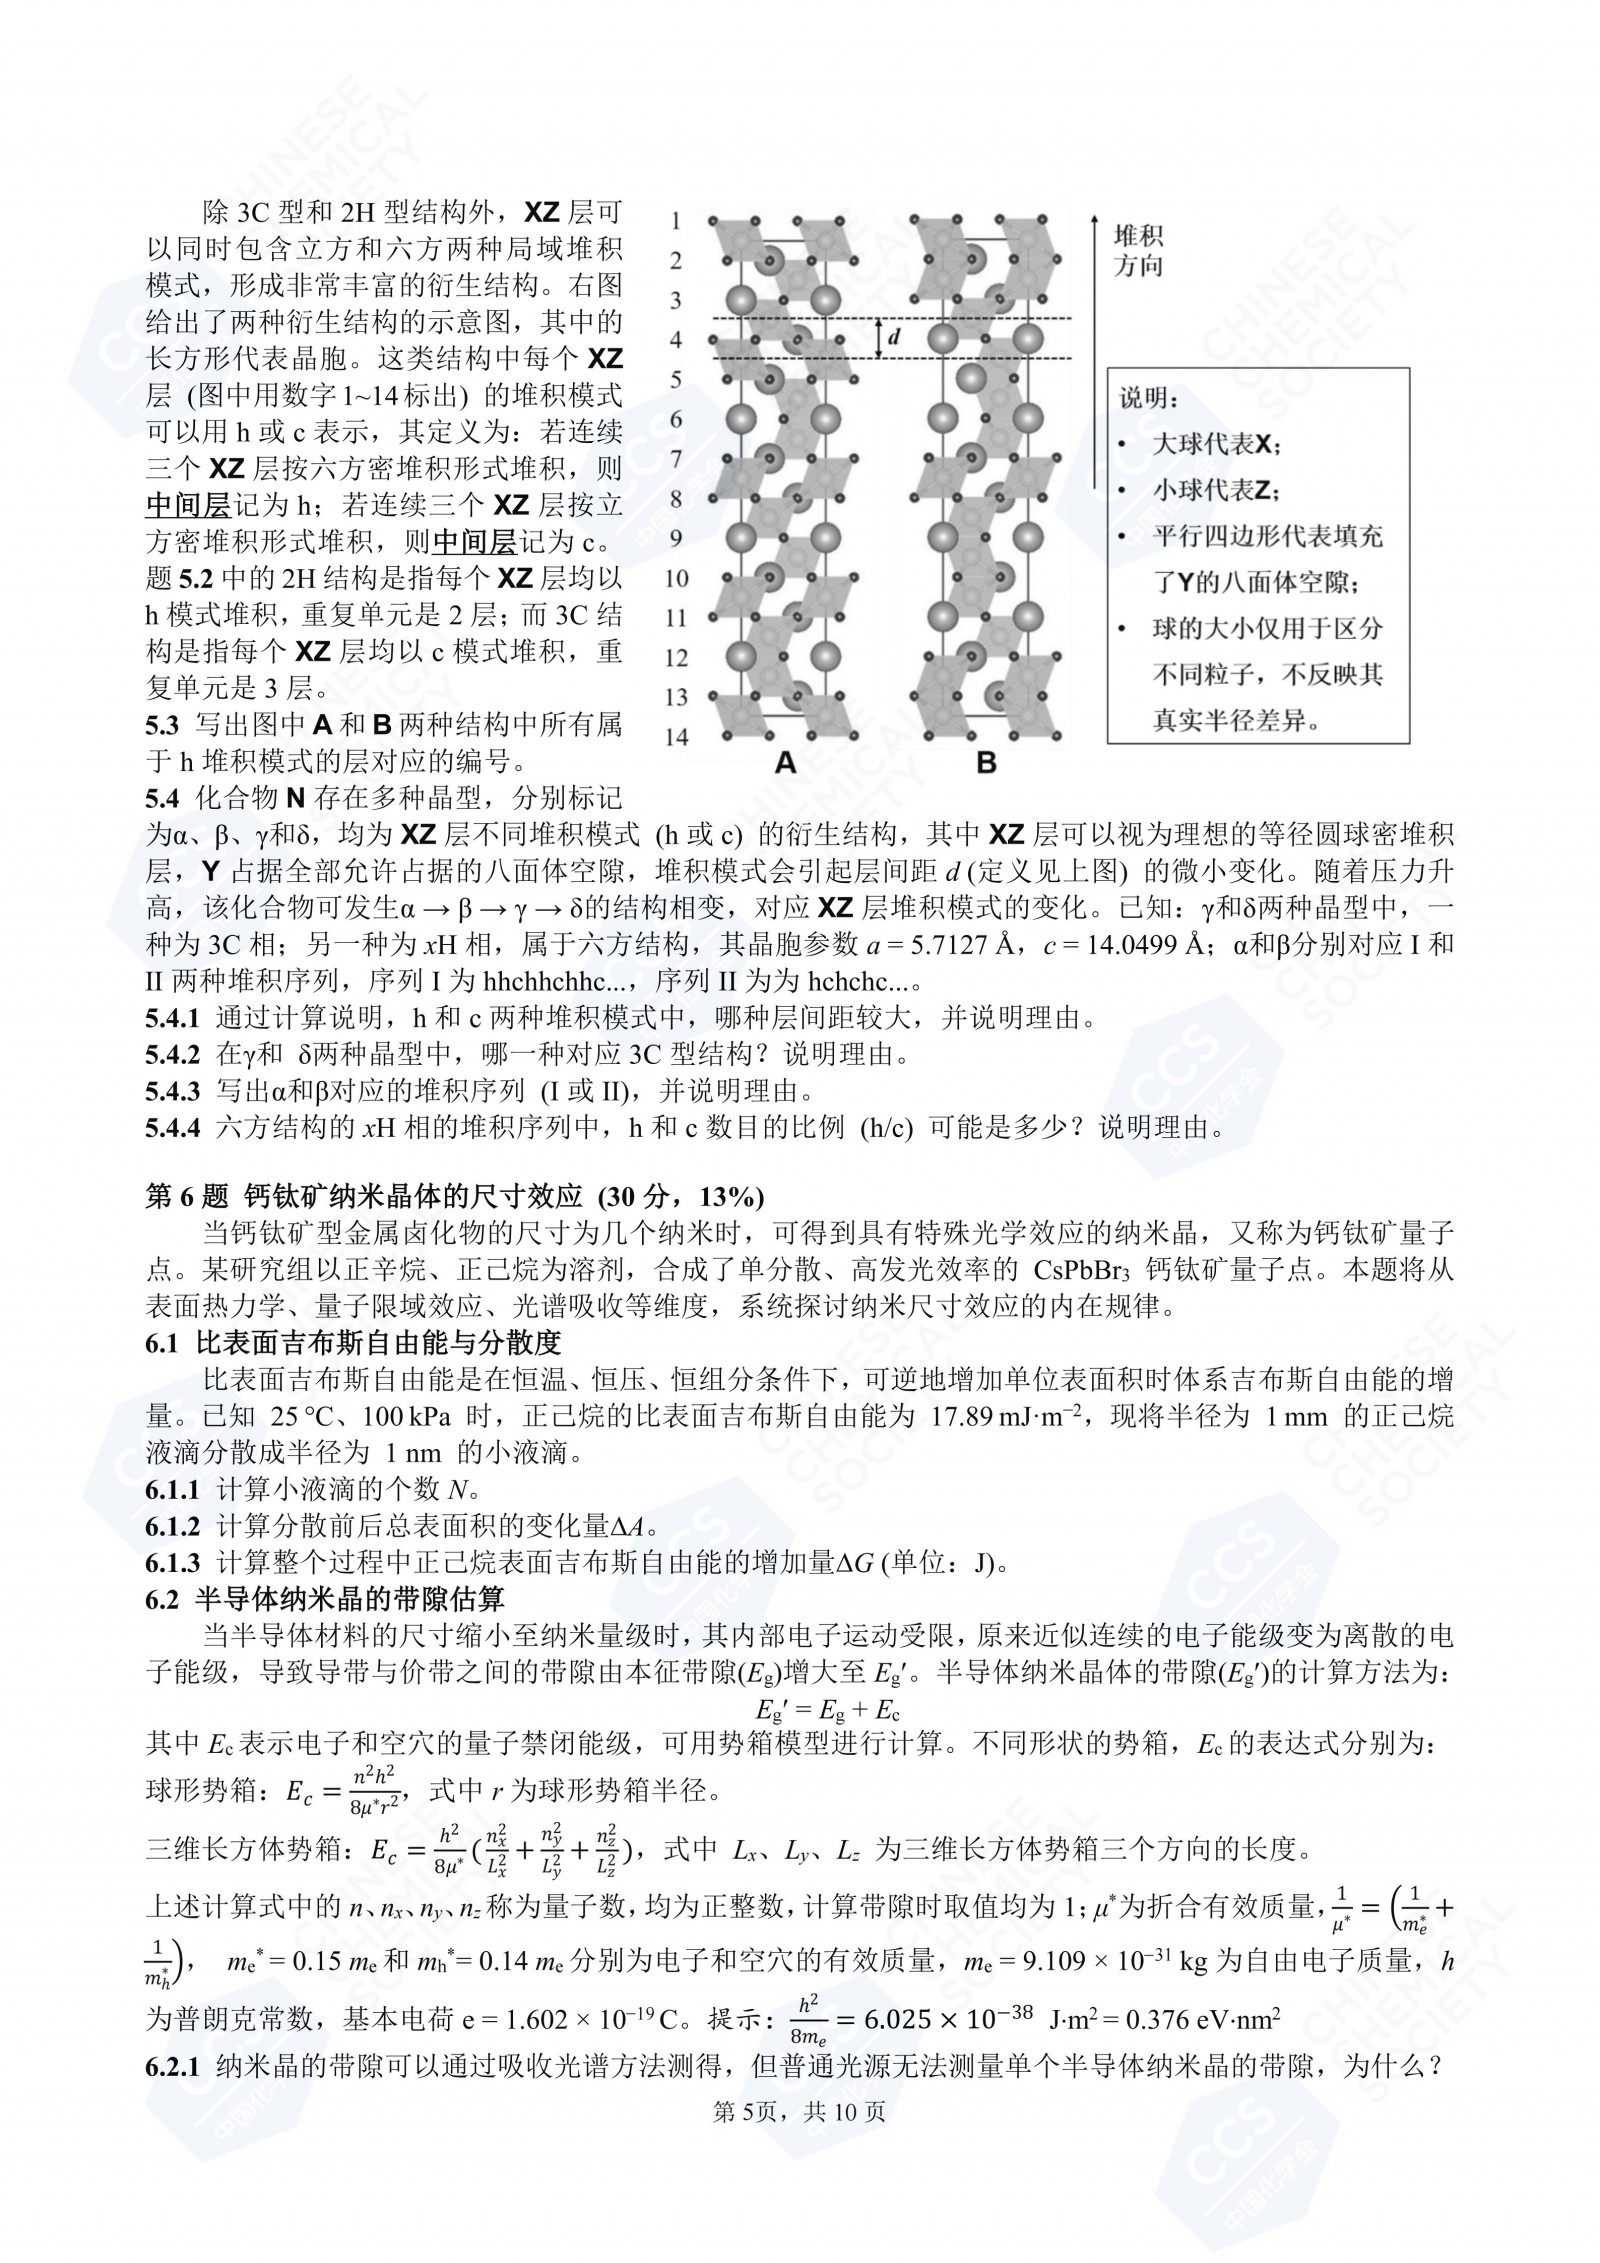 除 3C 型和 2H 型结构外，XZ 层可
以同时包含立方和六方两种局域堆积
模式，形成非常丰富的衍生结构。右图
给出了两种衍生结构的示意图，其中的
长方形代表晶胞。这类结构中每个 XZ
层 (图中用数字 1~14 标出) 的堆积模式
可以用 h 或 c 表示，其定义为：若连续
三个 XZ 层按六方密堆积形式堆积，则
中间层记为 h；若连续三个 XZ 层按立
方密堆积形式堆积，则中间层记为 c。
题 5.2 中的 2H 结构是指每个 XZ 层均以
h 模式堆积，重复单元是 2 层；而 3C 结
构是指每个 XZ 层均以 c 模式堆积，重
复单元是 3 层。
5.3 写出图中 A 和 B 两种结构中所有属
于 h 堆积模式的层对应的编号。
1
2
3
4
5
6
7
8
9
10
11
12
13
14
d
A
B
堆积
方向
说明：
• 大球代表X；
• 小球代表Z；
• 平行四边形代表填充
了Y的八面体空隙；
• 球的大小仅用于区分
不同粒子，不反映其
真实半径差异。
5.4 化合物 N 存在多种晶型，分别标记
为α、β、γ和δ，均为 XZ 层不同堆积模式 (h 或 c) 的衍生结构，其中 XZ 层可以视为理想的等径圆球密堆积
层，Y 占据全部允许占据的八面体空隙，堆积模式会引起层间距 d (定义见上图) 的微小变化。随着压力升
高，该化合物可发生α → β → γ → δ的结构相变，对应 XZ 层堆积模式的变化。已知：γ和δ两种晶型中，一
种为 3C 相；另一种为 xH 相，属于六方结构，其晶胞参数 a = 5.7127 Å，c = 14.0499 Å；α和β分别对应 I 和
II 两种堆积序列，序列 I 为 hhchhchhc...，序列 II 为为 hchchc...。
5.4.1 通过计算说明，h 和 c 两种堆积模式中，哪种层间距较大，并说明理由。
5.4.2 在γ和 δ两种晶型中，哪一种对应 3C 型结构？说明理由。
5.4.3 写出α和β对应的堆积序列 (I 或 II)，并说明理由。
5.4.4 六方结构的 xH 相的堆积序列中，h 和 c 数目的比例 (h/c) 可能是多少？说明理由。
第 6 题 钙钛矿纳米晶体的尺寸效应 (30 分，13%)
当钙钛矿型金属卤化物的尺寸为几个纳米时，可得到具有特殊光学效应的纳米晶，又称为钙钛矿量子
点。某研究组以正辛烷、正己烷为溶剂，合成了单分散、高发光效率的 CsPbBr₃ 钙钛矿量子点。本题将从
表面热力学、量子限域效应、光谱吸收等维度，系统探讨纳米尺寸效应的内在规律。
6.1 比表面吉布斯自由能与分散度
比表面吉布斯自由能是在恒温、恒压、恒组分条件下，可逆地增加单位表面积时体系吉布斯自由能的增
量。已知 25 °C、100 kPa 时，正己烷的比表面吉布斯自由能为 17.89 mJ·m⁻²，现将半径为 1 mm 的正己烷
液滴分散成半径为 1 nm 的小液滴。
6.1.1 计算小液滴的个数 N。
6.1.2 计算分散前后总表面积的变化量ΔA。
6.1.3 计算整个过程中正己烷表面吉布斯自由能的增加量ΔG (单位：J)。
6.2 半导体纳米晶的带隙估算
当半导体材料的尺寸缩小至纳米量级时，其内部电子运动受限，原来近似连续的电子能级变为离散的电
子能级，导致导带与价带之间的带隙由本征带隙(E_g)增大至 E_g′。半导体纳米晶体的带隙(E_g′)的计算方法为：
E_g′ = E_g + E_c
其中 E_c 表示电子和空穴的量子禁闭能级，可用势箱模型进行计算。不同形状的势箱，E_c 的表达式分别为：
球形势箱：E_c = n²h²/8μ*r²，式中 r 为球形势箱半径。
三维长方体势箱：E_c = h²/8μ* (n_x²/L_x² + n_y²/L_y² + n_z²/L_z²)，式中 L_x、L_y、L_z 为三维长方体势箱三个方向的长度。
上述计算式中的 n、n_x、n_y、n_z 称为量子数，均为正整数，计算带隙时取值均为 1；μ*为折合有效质量，1/μ* = (1/m_e* +
1/m_h*)， m_e* = 0.15 m_e 和 m_h* = 0.14 m_e 分别为电子和空穴的有效质量，m_e = 9.109 × 10⁻³¹ kg 为自由电子质量，h
为普朗克常数，基本电荷 e = 1.602 × 10⁻¹⁹ C。提示：h²/8m_e = 6.025 × 10⁻³⁸ J·m² = 0.376 eV·nm²
6.2.1 纳米晶的带隙可以通过吸收光谱方法测得，但普通光源无法测量单个半导体纳米晶的带隙，为什么？
第 5页，共 10 页